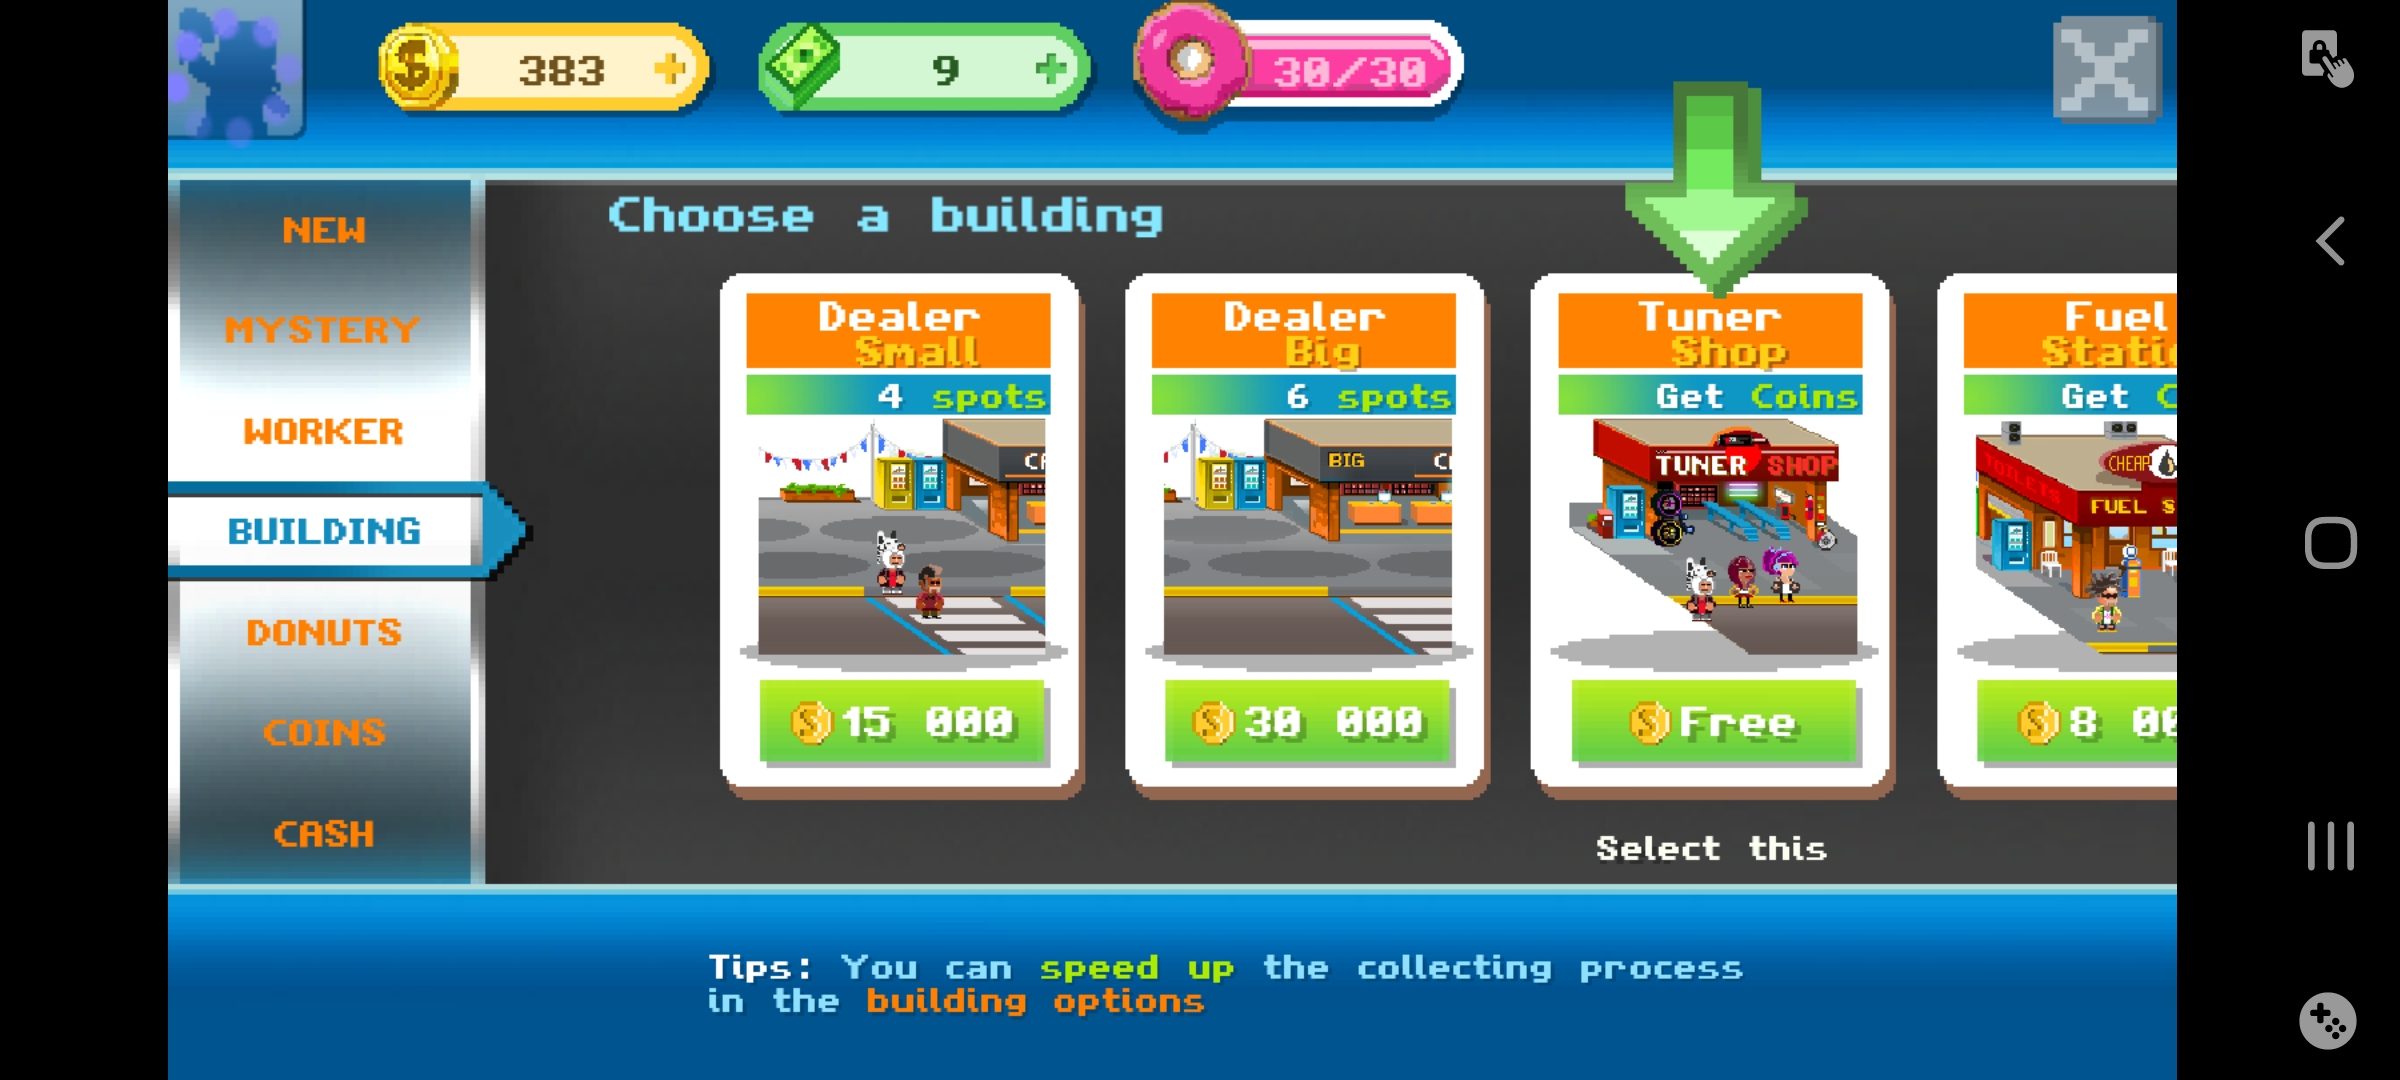 383
9
30/30
NEW
MYSTERY
WORKER
BUILDING
DONUTS
COINS
CASH
Choose a building
Dealer
Small
4 spots
15 000
Dealer
Big
6 spots
BIG
30 000
Tuner
Shop
Get Coins
TUNER SHOP
Free
Select this
Fuel
Get
TOILETS
CHEAP
FUEL S
8
Tips: You can speed up the collecting process
in the building options